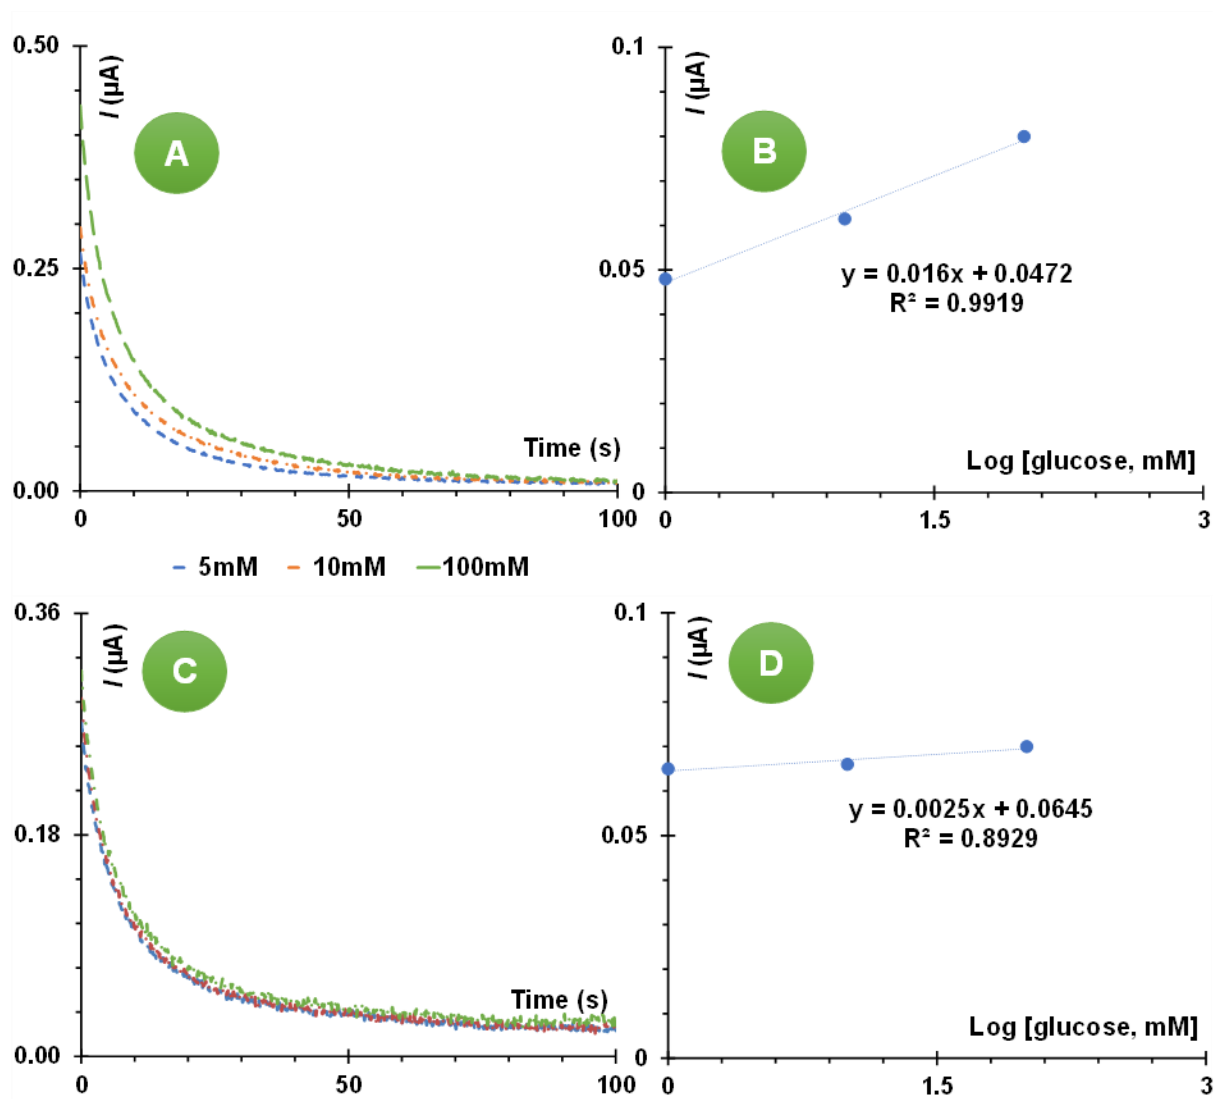 0.50
I (µA)
A
0.25
Time (s)
0.00
0 50 100
5mM 10mM 100mM
0.1
I (µA)
B
0.05
y = 0.016x + 0.0472
R² = 0.9919
Log [glucose, mM]
0
0 1.5 3
0.36
I (µA)
C
0.18
Time (s)
0.00
0 50 100
0.1
I (µA)
D
0.05
y = 0.0025x + 0.0645
R² = 0.8929
Log [glucose, mM]
0
0 1.5 3